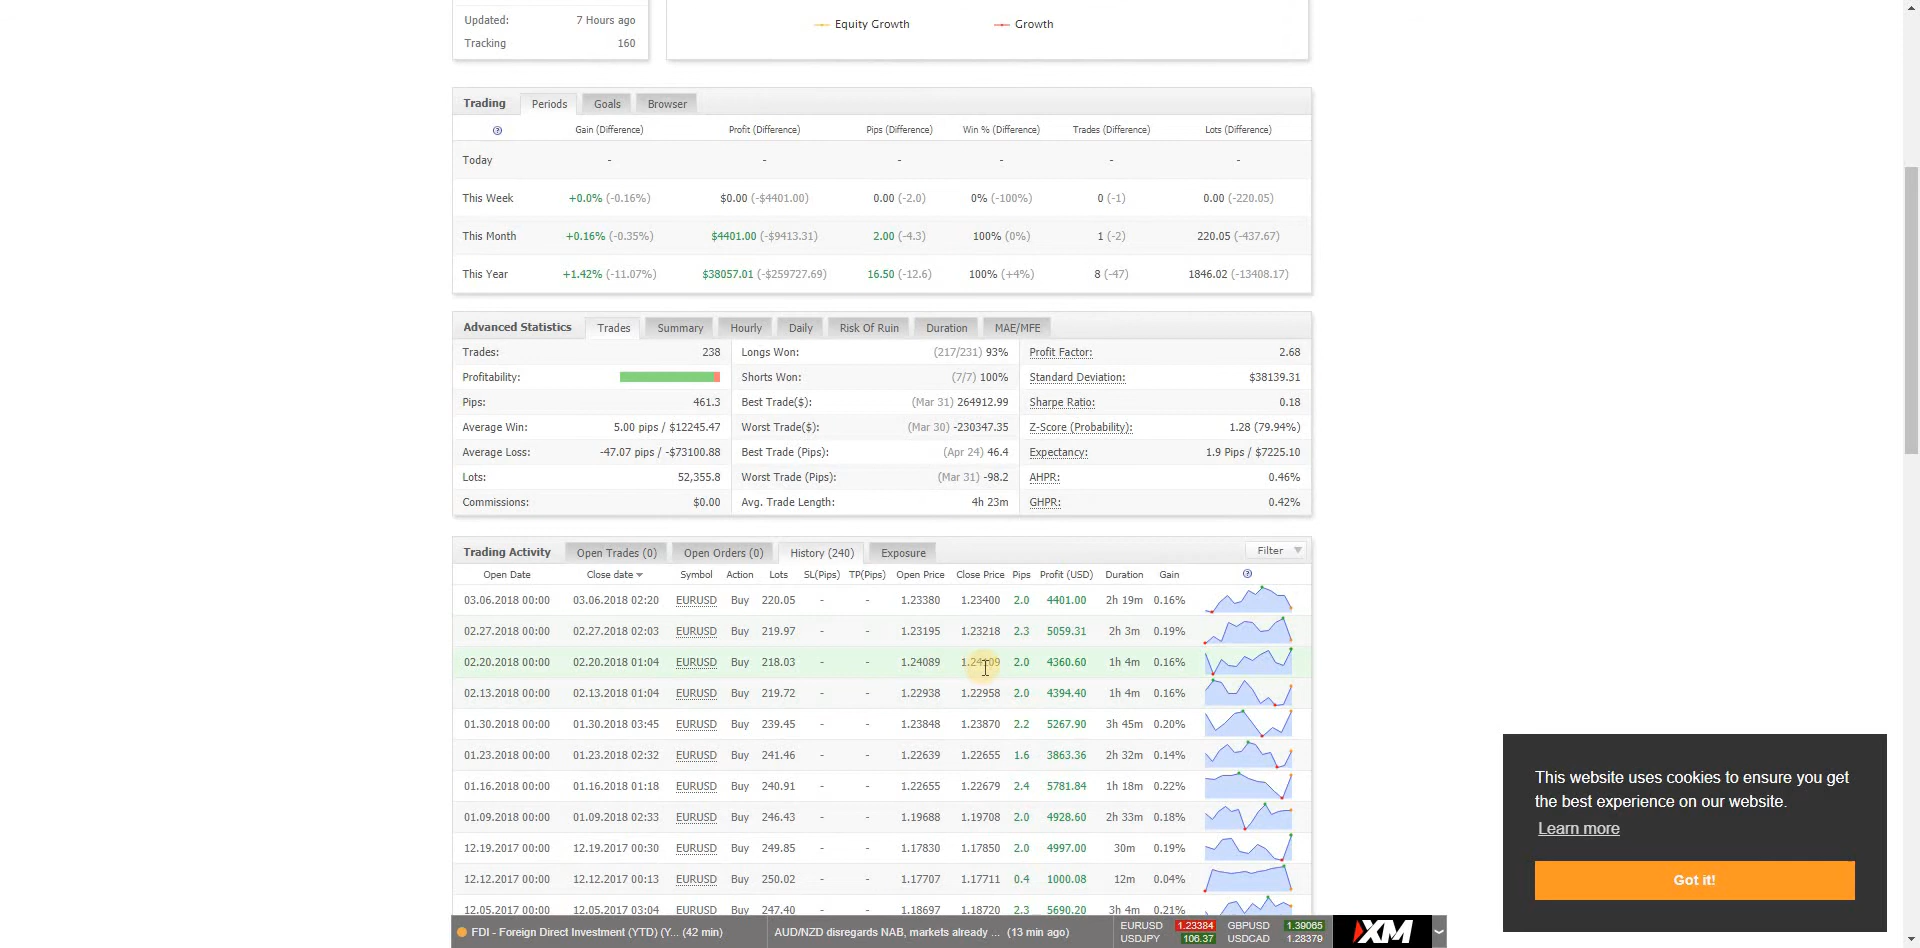 Updated: 7 Hours ago
Tracking 160
Equity Growth Growth
Trading Periods Goals Browser
Gain (Difference) Profit (Difference) Pips (Difference) Win % (Difference) Trades (Difference) Lots (Difference)
Today - - - - - -
This Week +0.0% (-0.16%) $0.00 (-$4401.00) 0.00 (-2.0) 0% (-100%) 0 (-1) 0.00 (-220.05)
This Month +0.16% (-0.35%) $4401.00 (-$9413.31) 2.00 (-4.3) 100% (0%) 1 (-2) 220.05 (-437.67)
This Year +1.42% (-11.07%) $38057.01 (-$259727.69) 16.50 (-12.6) 100% (+4%) 8 (-47) 1846.02 (-13408.17)
Advanced Statistics Trades Summary Hourly Daily Risk Of Ruin Duration MAE/MFE
Trades: 238 Longs Won: (217/231) 93% Profit Factor: 2.68
Profitability: Shorts Won: (7/7) 100% Standard Deviation: $38139.31
Pips: 461.3 Best Trade($): (Mar 31) 264912.99 Sharpe Ratio: 0.18
Average Win: 5.00 pips / $12245.47 Worst Trade($): (Mar 30) -230347.35 Z-Score (Probability): 1.28 (79.94%)
Average Loss: -47.07 pips / -$73100.88 Best Trade (Pips): (Apr 24) 46.4 Expectancy: 1.9 Pips / $7225.10
Lots: 52,355.8 Worst Trade (Pips): (Mar 31) -98.2 AHPR: 0.46%
Commissions: $0.00 Avg. Trade Length: 4h 23m GHPR: 0.42%
Trading Activity Open Trades (0) Open Orders (0) History (240) Exposure Filter
Open Date Close date Symbol Action Lots SL(Pips) TP(Pips) Open Price Close Price Pips Profit (USD) Duration Gain
03.06.2018 00:00 03.06.2018 02:20 EURUSD Buy 220.05 - - 1.23380 1.23400 2.0 4401.00 2h 19m 0.16%
02.27.2018 00:00 02.27.2018 02:03 EURUSD Buy 219.97 - - 1.23195 1.23218 2.3 5059.31 2h 3m 0.19%
02.20.2018 00:00 02.20.2018 01:04 EURUSD Buy 218.03 - - 1.24089 1.24109 2.0 4360.60 1h 4m 0.16%
02.13.2018 00:00 02.13.2018 01:04 EURUSD Buy 219.72 - - 1.22938 1.22958 2.0 4394.40 1h 4m 0.16%
01.30.2018 00:00 01.30.2018 03:45 EURUSD Buy 239.45 - - 1.23848 1.23870 2.2 5267.90 3h 45m 0.20%
01.23.2018 00:00 01.23.2018 02:32 EURUSD Buy 241.46 - - 1.22639 1.22655 1.6 3863.36 2h 32m 0.14%
01.16.2018 00:00 01.16.2018 01:18 EURUSD Buy 240.91 - - 1.22655 1.22679 2.4 5781.84 1h 18m 0.22%
01.09.2018 00:00 01.09.2018 02:33 EURUSD Buy 246.43 - - 1.19688 1.19708 2.0 4928.60 2h 33m 0.18%
12.19.2017 00:00 12.19.2017 00:30 EURUSD Buy 249.85 - - 1.17830 1.17850 2.0 4997.00 30m 0.19%
12.12.2017 00:00 12.12.2017 00:13 EURUSD Buy 250.02 - - 1.17707 1.17711 0.4 1000.08 12m 0.04%
12.05.2017 00:00 12.05.2017 03:04 EURUSD Buy 247.40 - - 1.18697 1.18720 2.3 5690.20 3h 4m 0.21%
This website uses cookies to ensure you get
the best experience on our website.
Learn more
Got it!
FDI - Foreign Direct Investment (YTD) (Y... (42 min) AUD/NZD disregards NAB, markets already ... (13 min ago)
EURUSD 1.23384 GBPUSD 1.39065
USDJPY 106.37 USDCAD 1.28379
XM